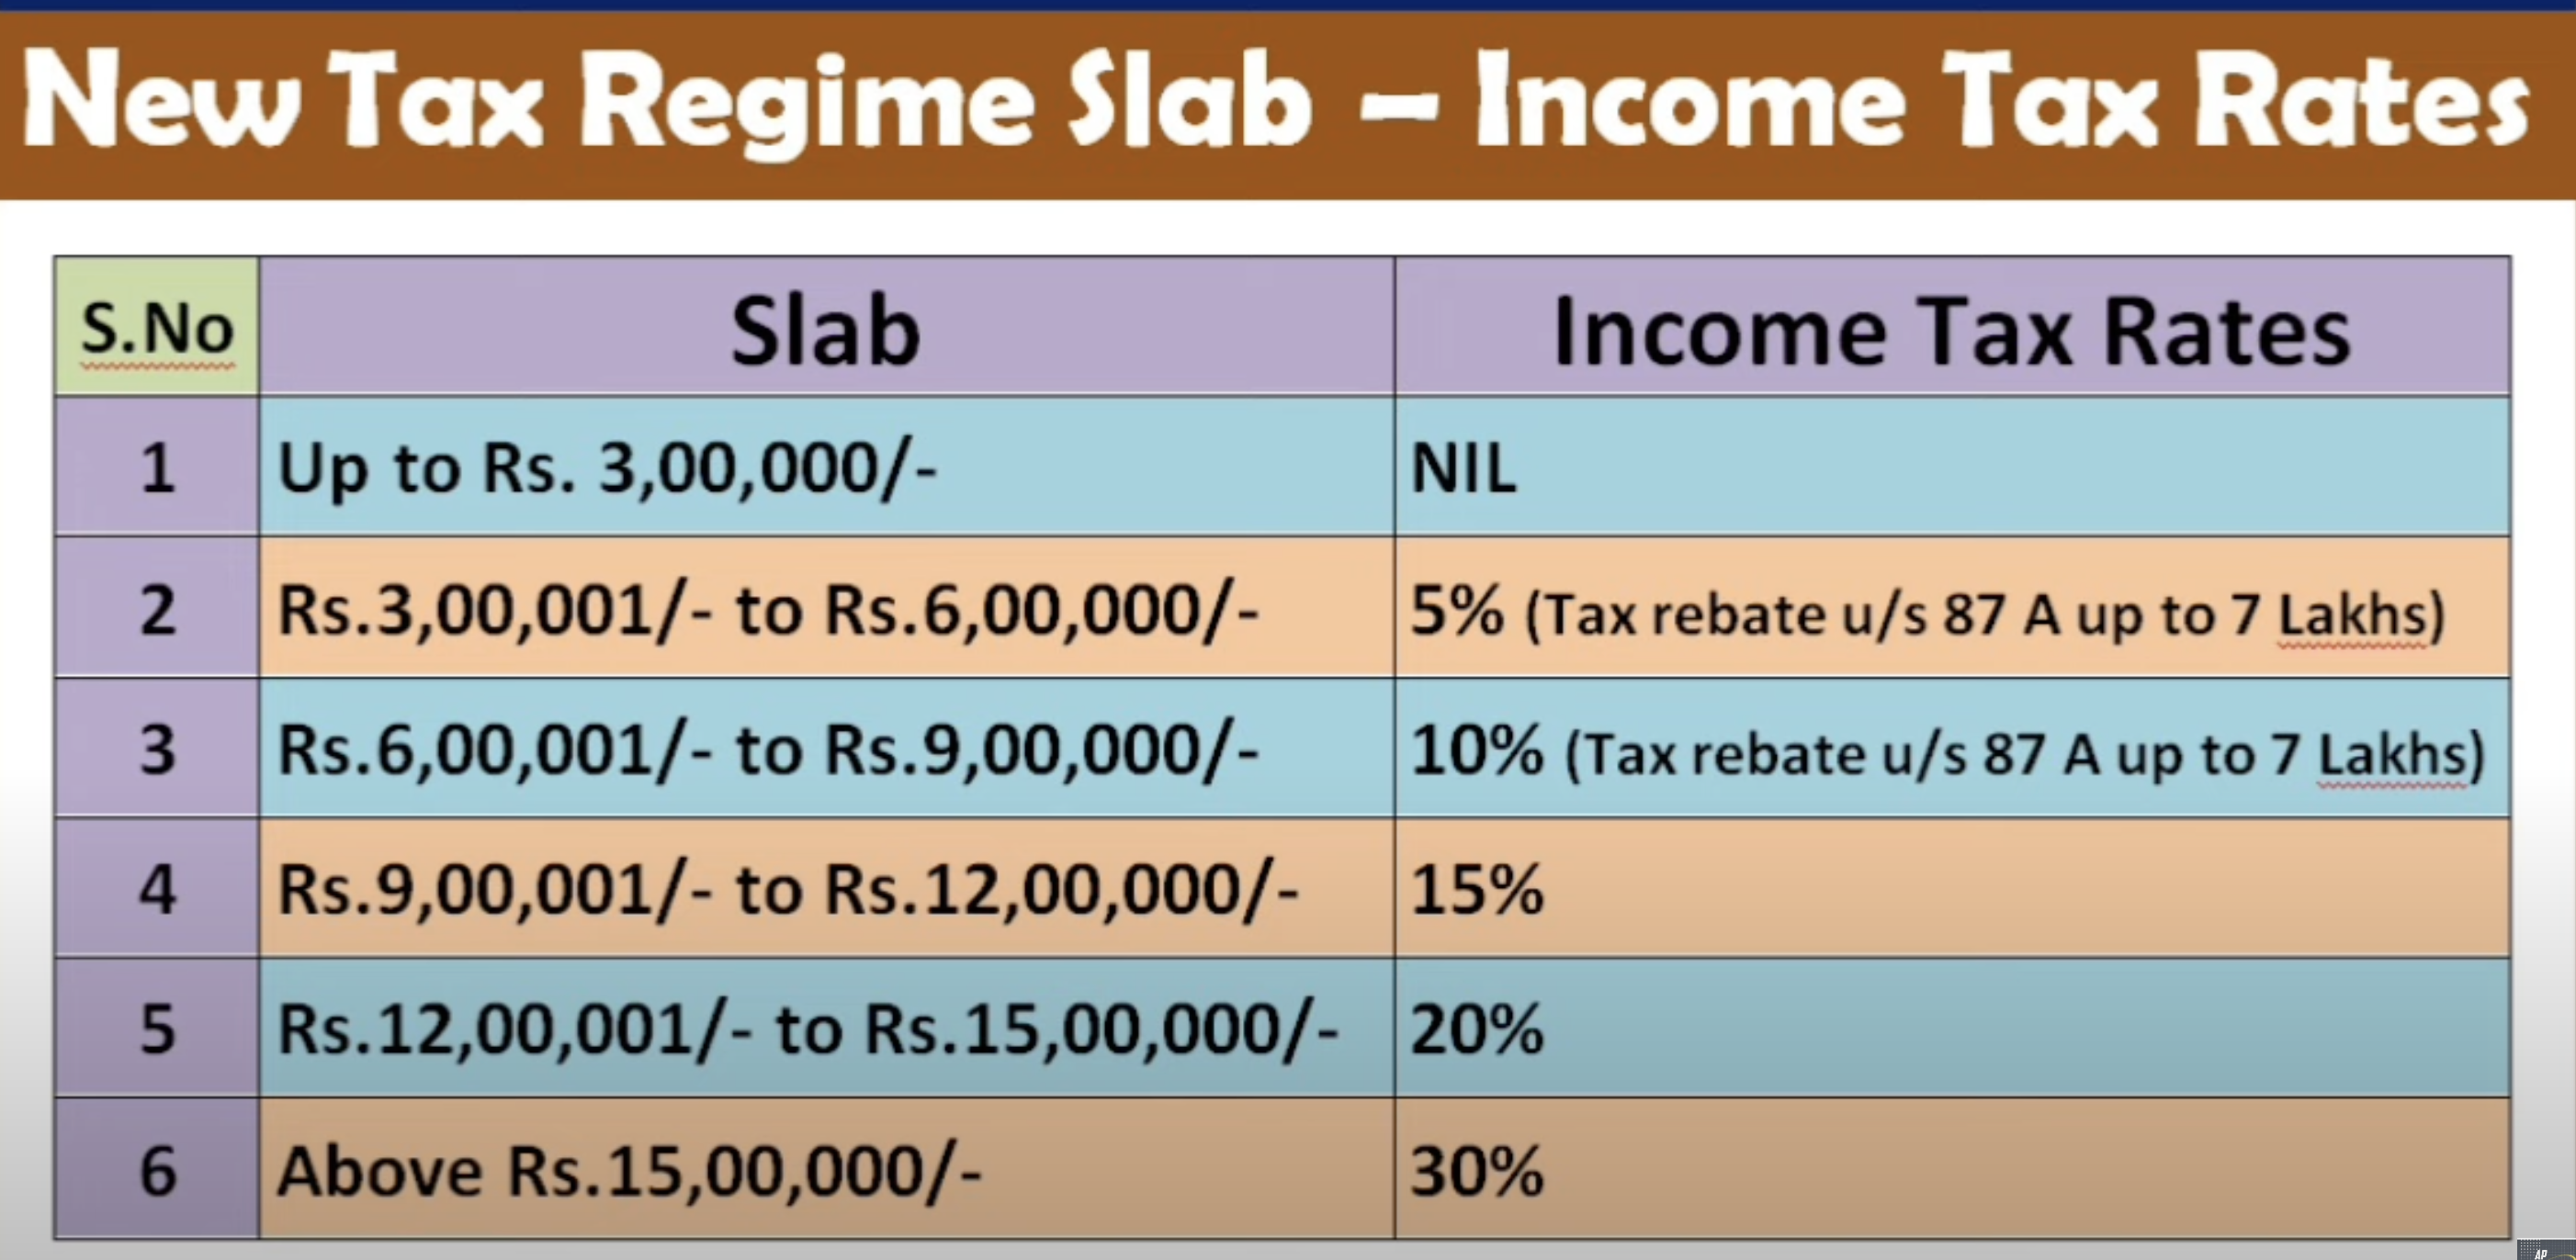 New Tax Regime Slab – Income Tax Rates
S.No Slab Income Tax Rates
1 Up to Rs. 3,00,000/- NIL
2 Rs.3,00,001/- to Rs.6,00,000/- 5% (Tax rebate u/s 87 A up to 7 Lakhs)
3 Rs.6,00,001/- to Rs.9,00,000/- 10% (Tax rebate u/s 87 A up to 7 Lakhs)
4 Rs.9,00,001/- to Rs.12,00,000/- 15%
5 Rs.12,00,001/- to Rs.15,00,000/- 20%
6 Above Rs.15,00,000/- 30%
AP